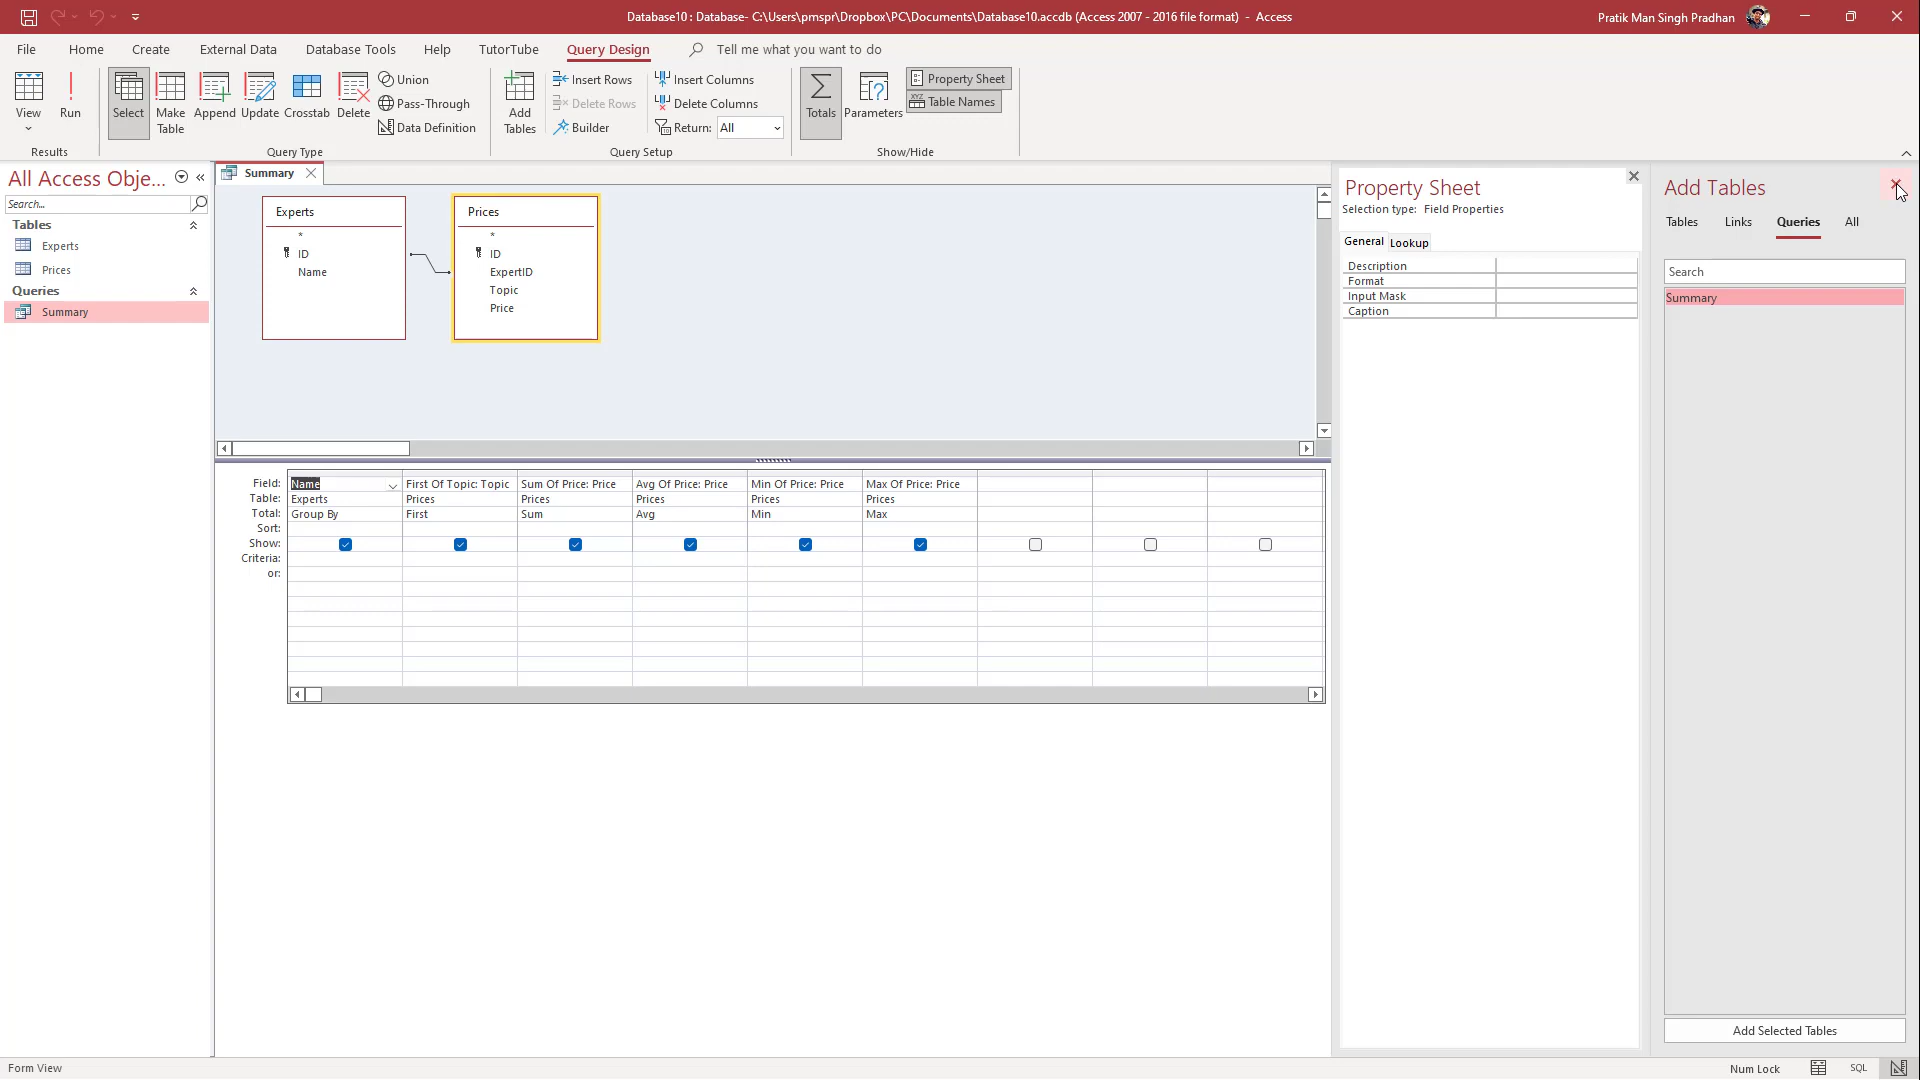 Database10 : Database- C:\Users\pmspr\Dropbox\PC\Documents\Database10.accdb (Access 2007 - 2016 file format) - Access
Pratik Man Singh Pradhan
File Home Create External Data Database Tools Help TutorTube Query Design Tell me what you want to do
View
Run
Select
Make Table
Append
Update
Crosstab
Delete
Union
Pass-Through
Data Definition
Add Tables
Insert Rows
Delete Rows
Builder
Insert Columns
Delete Columns
Return: All
Totals
Parameters
Property Sheet
XYZ Table Names
Results Query Type Query Setup Show/Hide
All Access Obje...
Search...
Tables
Experts
Prices
Queries
Summary
Summary
Experts
*
ID
Name
Prices
*
ID
ExpertID
Topic
Price
Field: Name First Of Topic: Topic Sum Of Price: Price Avg Of Price: Price Min Of Price: Price Max Of Price: Price
Table: Experts Prices Prices Prices Prices Prices
Total: Group By First Sum Avg Min Max
Sort:
Show:
Criteria:
or:
Property Sheet
Selection type: Field Properties
General Lookup
Description
Format
Input Mask
Caption
Add Tables
Tables Links Queries All
Search
Summary
Add Selected Tables
Form View
Num Lock
SQL